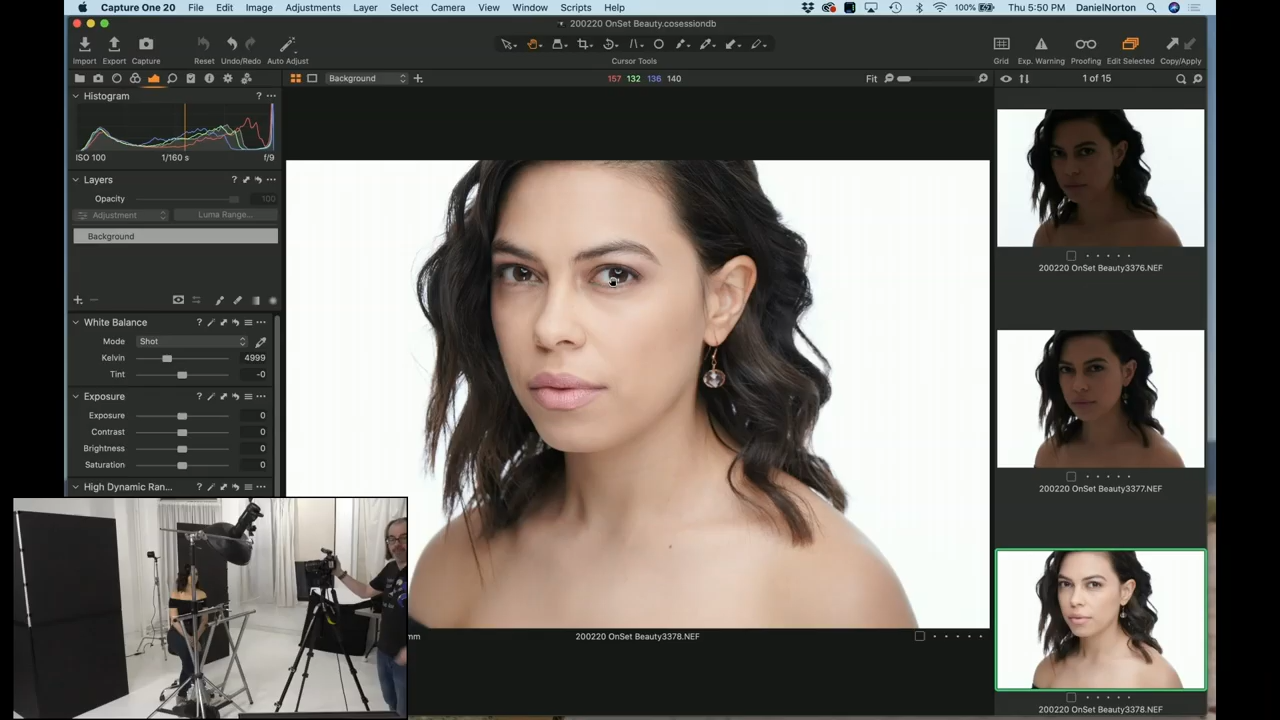 Capture One 20 File Edit Image Adjustments Layer Select Camera View Window Scripts Help 100% Thu 5:50 PM DanielNorton
200220 OnSet Beauty.cosessiondb
Import Export Capture Reset Undo/Redo Auto Adjust Cursor Tools Grid Exp. Warning Proofing Edit Selected Copy/Apply
Background 157 132 136 140 Fit 1 of 15
Histogram ?
ISO 100 1/160 s f/9
Layers ?
Opacity 100
Adjustment Luma Range...
Background
White Balance ?
Mode Shot
Kelvin 4999
Tint -0
Exposure ?
Exposure 0
Contrast 0
Brightness 0
Saturation 0
High Dynamic Ran... ?
200220 OnSet Beauty3376.NEF
200220 OnSet Beauty3377.NEF
mm 200220 OnSet Beauty3378.NEF
200220 OnSet Beauty3378.NEF